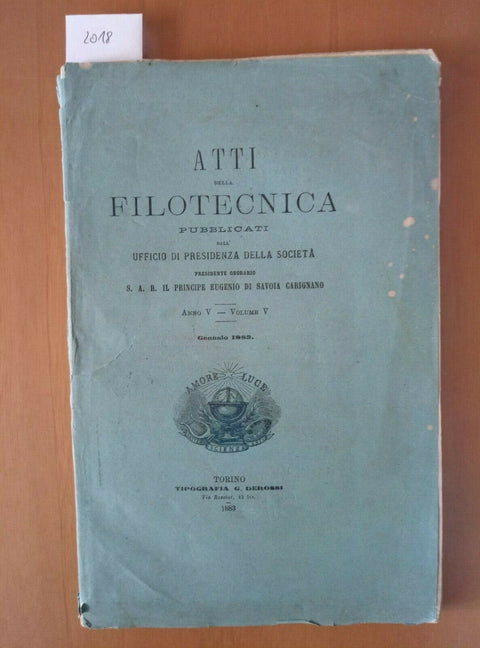 2018
ATTI
DELLA
FILOTECNICA
PUBBLICATI
DALL'
UFFICIO DI PRESIDENZA DELLA SOCIETÀ
PRESIDENTE ONORARIO
S. A. R. IL PRINCIPE EUGENIO DI SAVOIA CARIGNANO
ANNO V — VOLUME V
Gennaio 1883.
AMORE LUCE
SCIENZA
TORINO
TIPOGRAFIA G. DEROSSI
1883